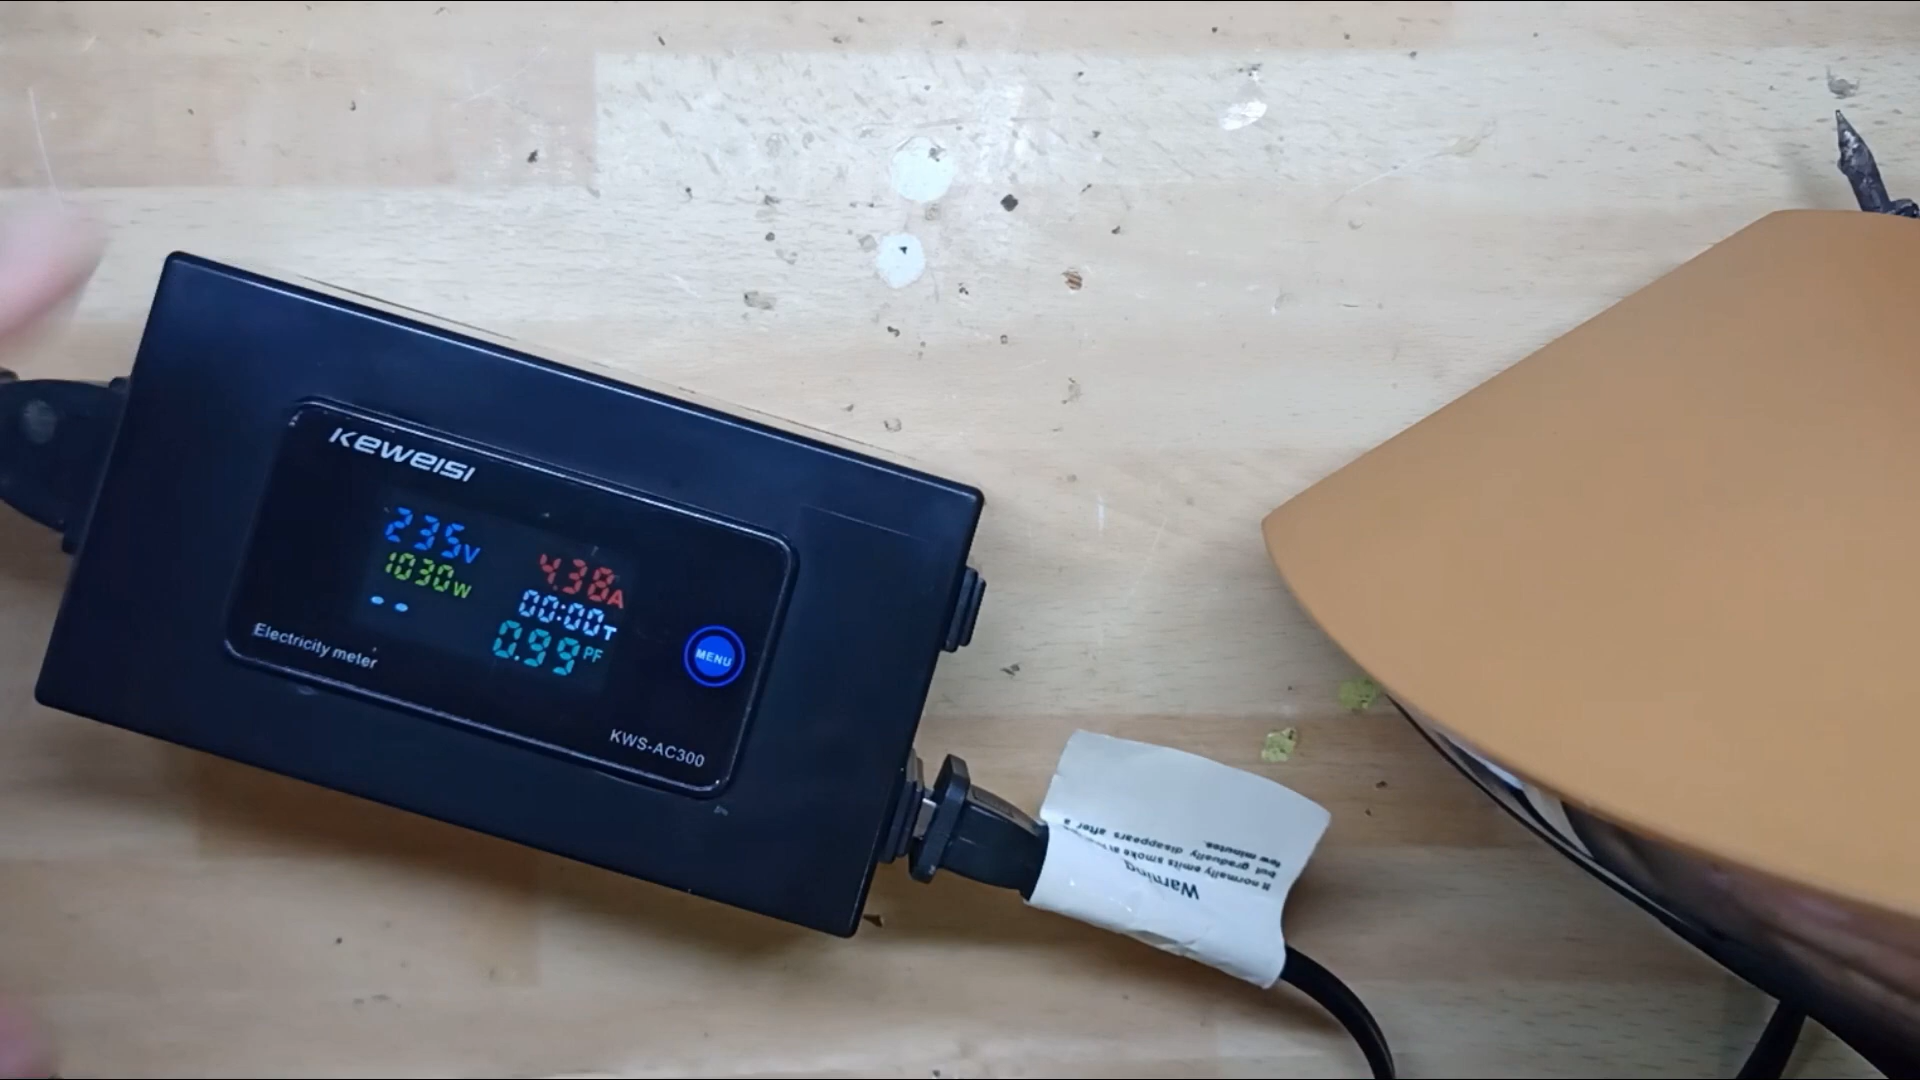 KEWEISI
235V
4.38A
1030W
00:00T
0.99PF
MENU
Electricity meter
KWS-AC300
Warning
It normally emits smoke
but gradually disappears after a
few minutes.